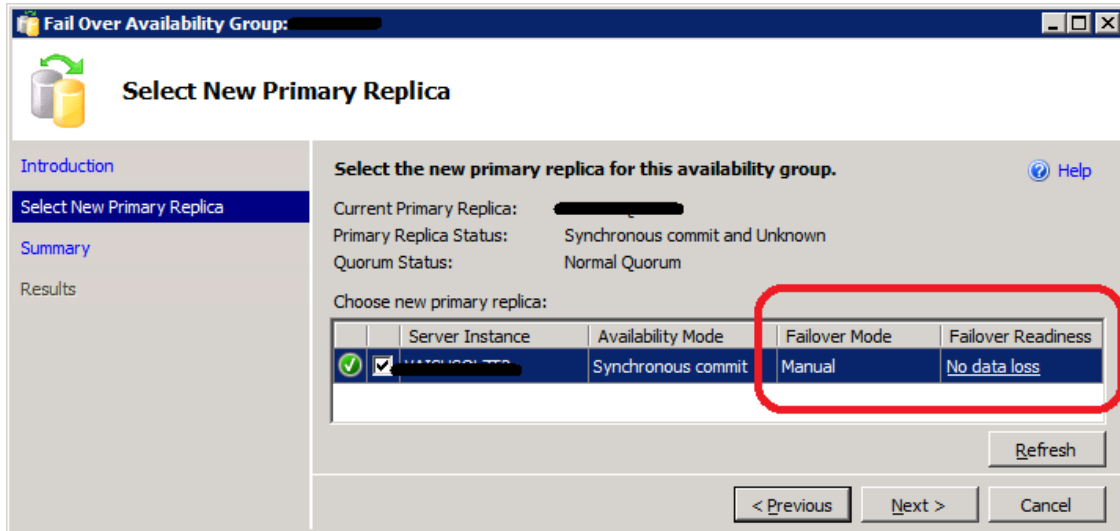 Fail Over Availability Group:
Select New Primary Replica
Introduction
Select New Primary Replica
Summary
Results
Select the new primary replica for this availability group.
Help
Current Primary Replica:
Primary Replica Status: Synchronous commit and Unknown
Quorum Status: Normal Quorum
Choose new primary replica:
Server Instance Availability Mode Failover Mode Failover Readiness
Synchronous commit Manual No data loss
Refresh
< Previous Next > Cancel